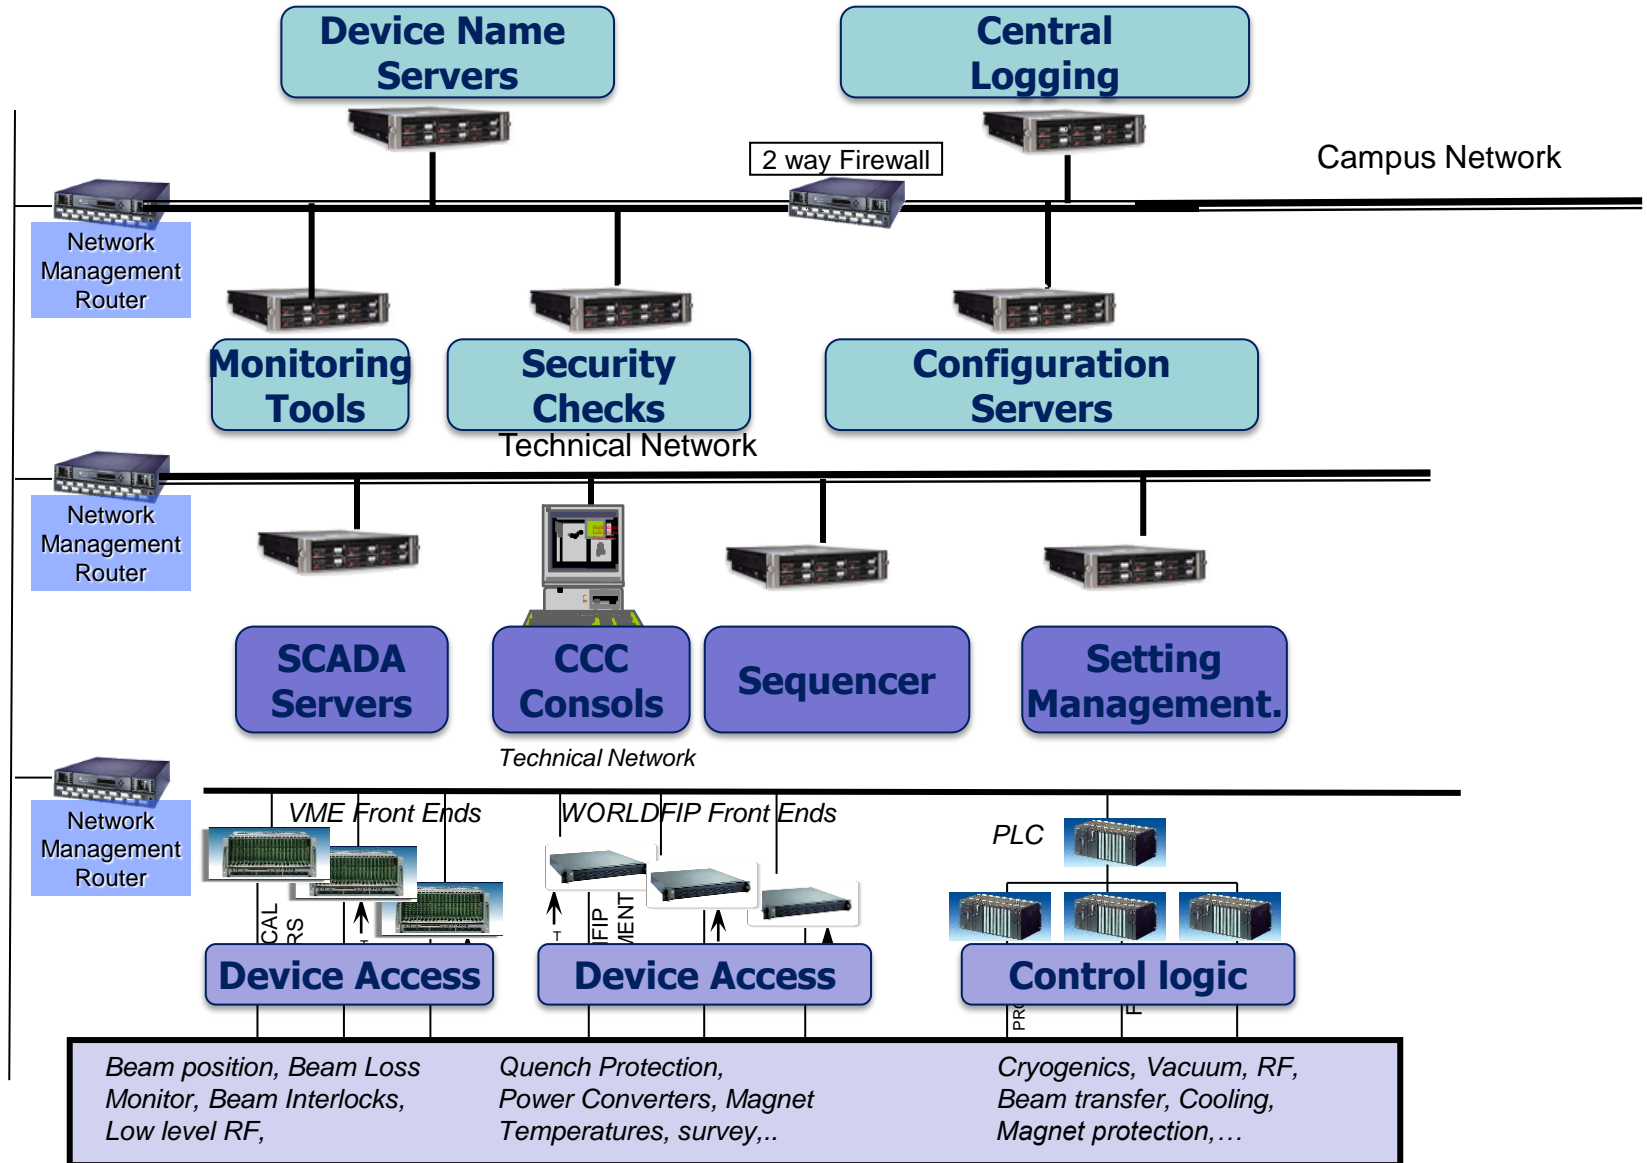 Device Name
Servers
Central
Logging
2 way Firewall
Campus Network
Network
Management
Router
Monitoring
Tools
Security
Checks
Configuration
Servers
Technical Network
Network
Management
Router
SCADA
Servers
CCC
Consols
Sequencer
Setting
Management.
Technical Network
Network
Management
Router
VME Front Ends
WORLDFIP Front Ends
PLC
Device Access
Device Access
Control logic
Beam position, Beam Loss
Monitor, Beam Interlocks,
Low level RF,
Quench Protection,
Power Converters, Magnet
Temperatures, survey,..
Cryogenics, Vacuum, RF,
Beam transfer, Cooling,
Magnet protection,…